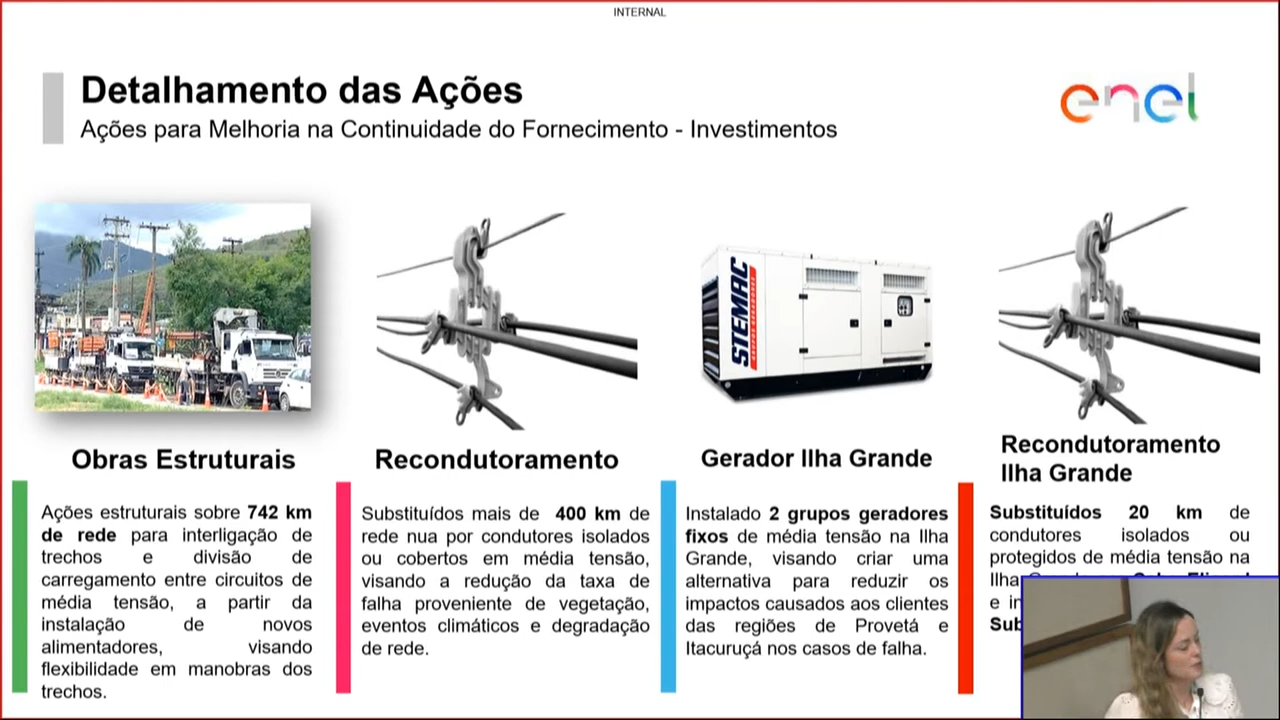 INTERNAL
Detalhamento das Ações
Ações para Melhoria na Continuidade do Fornecimento - Investimentos
enel
STEMAC
GRUPOS GERADORES
Obras Estruturais
Ações estruturais sobre 742 km
de rede para interligação de
trechos e divisão de
carregamento entre circuitos de
média tensão, a partir da
instalação de novos
alimentadores, visando
flexibilidade em manobras dos
trechos.
Recondutoramento
Substituídos mais de 400 km de
rede nua por condutores isolados
ou cobertos em média tensão,
visando a redução da taxa de
falha proveniente de vegetação,
eventos climáticos e degradação
de rede.
Gerador Ilha Grande
Instalado 2 grupos geradores
fixos de média tensão na Ilha
Grande, visando criar uma
alternativa para reduzir os
impactos causados aos clientes
das regiões de Provetá e
Itacuruçá nos casos de falha.
Recondutoramento
Ilha Grande
Substituídos 20 km de
condutores isolados ou
protegidos de média tensão na
Ilha
e